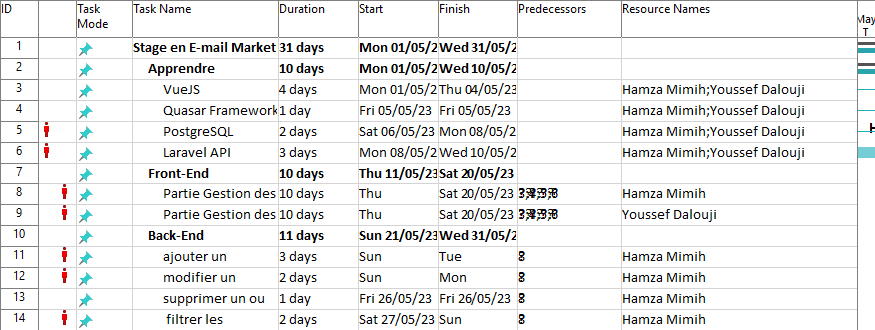 ID Task Mode Task Name Duration Start Finish Predecessors Resource Names May T
1 Stage en E-mail Market 31 days Mon 01/05/2 Wed 31/05/2
2 Apprendre 10 days Mon 01/05/2 Wed 10/05/2
3 VueJS 4 days Mon 01/05/2 Thu 04/05/23 Hamza Mimih;Youssef Dalouji
4 Quasar Framework 1 day Fri 05/05/23 Fri 05/05/23 Hamza Mimih;Youssef Dalouji
5 PostgreSQL 2 days Sat 06/05/23 Mon 08/05/2 Hamza Mimih;Youssef Dalouji
6 Laravel API 3 days Mon 08/05/2 Wed 10/05/2 Hamza Mimih;Youssef Dalouji
7 Front-End 10 days Thu 11/05/23 Sat 20/05/23
8 Partie Gestion des 10 days Thu Sat 20/05/23 Hamza Mimih
9 Partie Gestion des 10 days Thu Sat 20/05/23 Youssef Dalouji
10 Back-End 11 days Sun 21/05/23 Wed 31/05/2
11 ajouter un 3 days Sun Tue Hamza Mimih
12 modifier un 2 days Sun Mon Hamza Mimih
13 supprimer un ou 1 day Fri 26/05/23 Fri 26/05/23 Hamza Mimih
14 filtrer les 2 days Sat 27/05/23 Sun Hamza Mimih